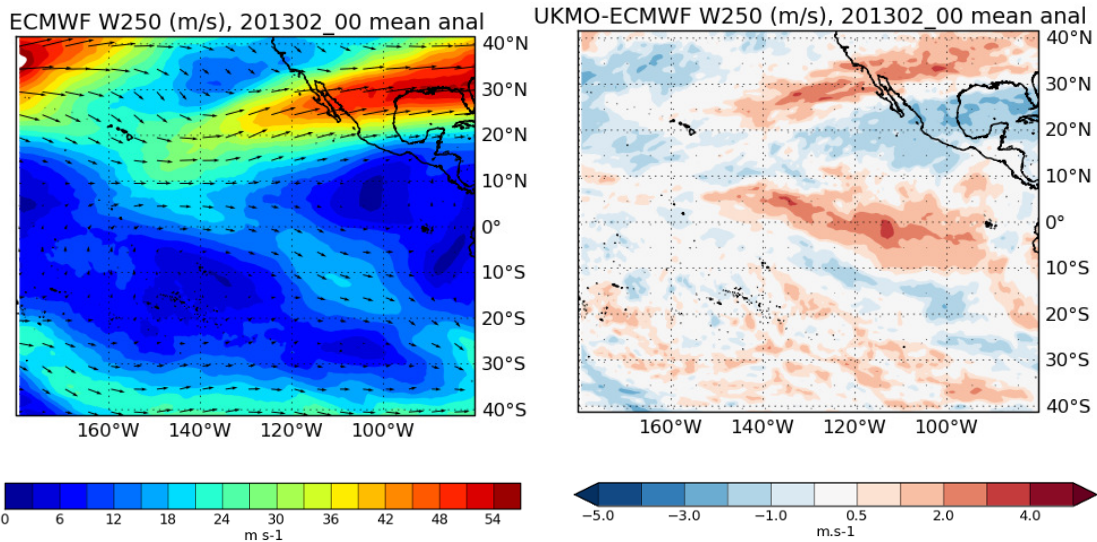 ECMWF W250 (m/s), 201302_00 mean anal
40°N
30°N
20°N
10°N
0°
10°S
20°S
30°S
40°S
160°W 140°W 120°W 100°W
0 6 12 18 24 30 36 42 48 54
m s-1
UKMO-ECMWF W250 (m/s), 201302_00 mean anal
40°N
30°N
20°N
10°N
0°
10°S
20°S
30°S
40°S
160°W 140°W 120°W 100°W
−5.0 −3.0 −1.0 0.5 2.0 4.0
m.s-1